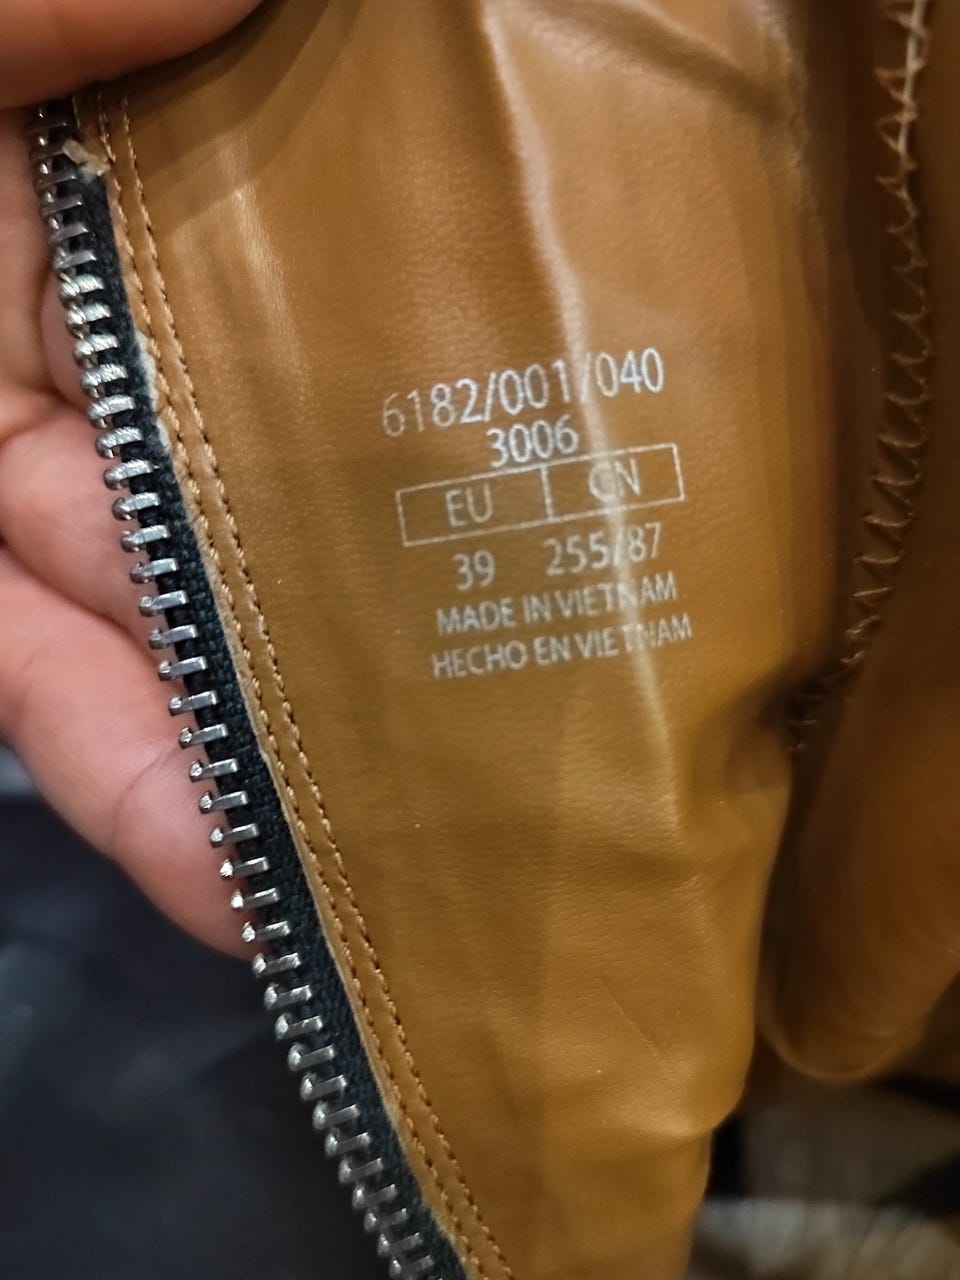 6182/001/040
3006
EU CN
39 255/87
MADE IN VIETNAM
HECHO EN VIETNAM